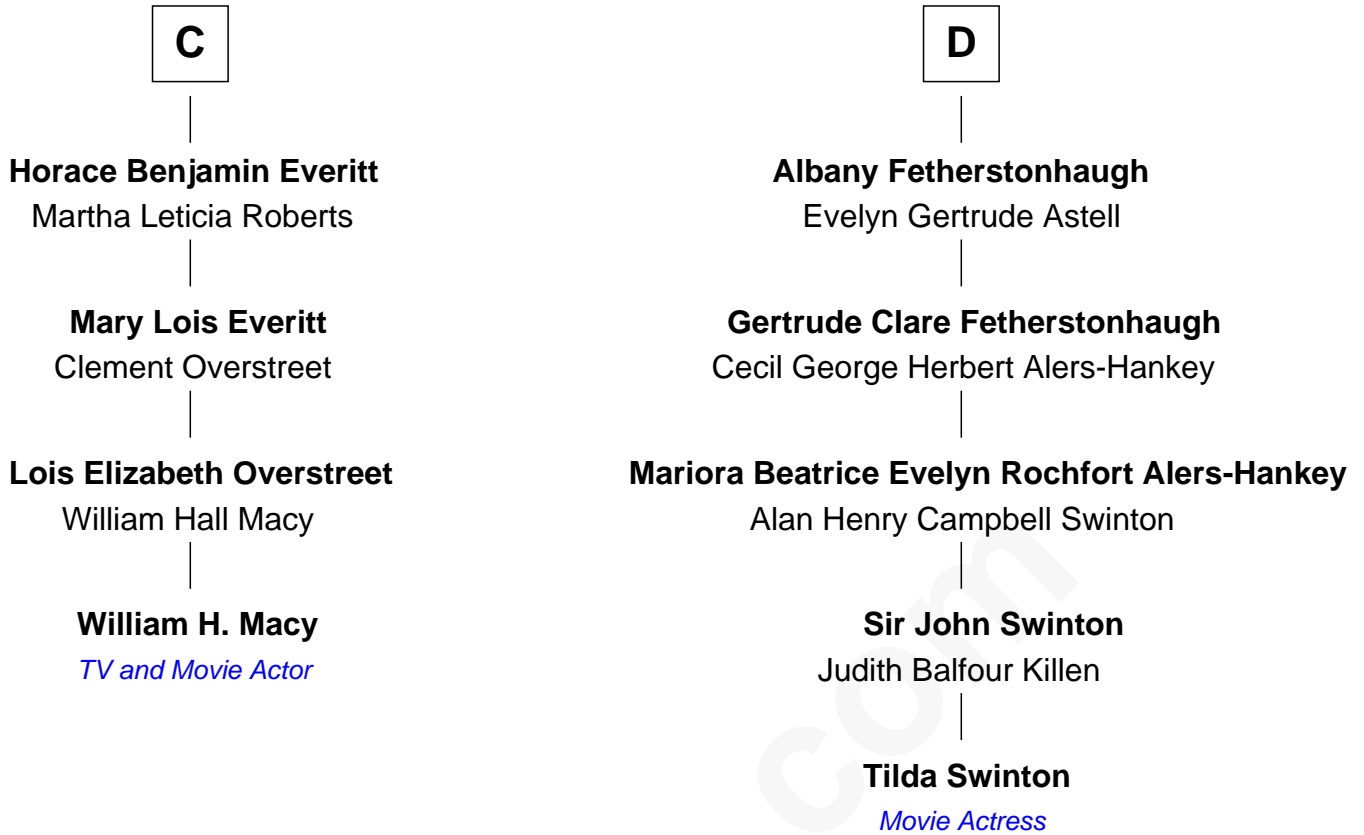 C
Horace Benjamin Everitt
Martha Leticia Roberts
Mary Lois Everitt
Clement Overstreet
Lois Elizabeth Overstreet
William Hall Macy
William H. Macy
TV and Movie Actor
D
Albany Fetherstonhaugh
Evelyn Gertrude Astell
Gertrude Clare Fetherstonhaugh
Cecil George Herbert Alers-Hankey
Mariora Beatrice Evelyn Rochfort Alers-Hankey
Alan Henry Campbell Swinton
Sir John Swinton
Judith Balfour Killen
Tilda Swinton
Movie Actress
com